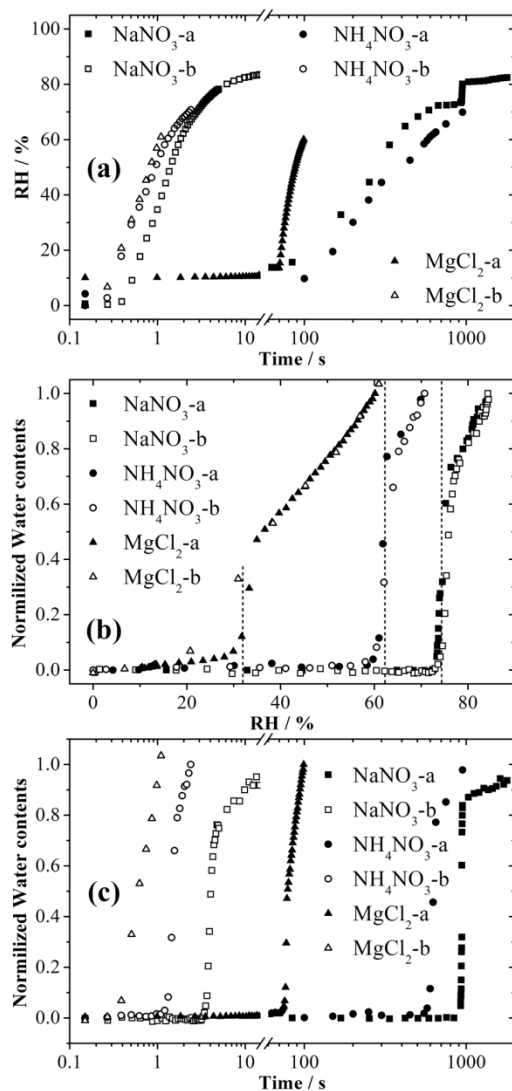 100
80
60
40
20
0
RH / %
NaNO₃-a
NaNO₃-b
NH₄NO₃-a
NH₄NO₃-b
(a)
MgCl₂-a
MgCl₂-b
0.1 1 10 100 1000
Time / s
1.0
0.8
0.6
0.4
0.2
0.0
Normilized Water contents
NaNO₃-a
NaNO₃-b
NH₄NO₃-a
NH₄NO₃-b
MgCl₂-a
MgCl₂-b
(b)
0 20 40 60 80
RH / %
1.0
0.8
0.6
0.4
0.2
0.0
Normilized Water contents
(c)
NaNO₃-a
NaNO₃-b
NH₄NO₃-a
NH₄NO₃-b
MgCl₂-a
MgCl₂-b
0.1 1 10 100 1000
Time / s